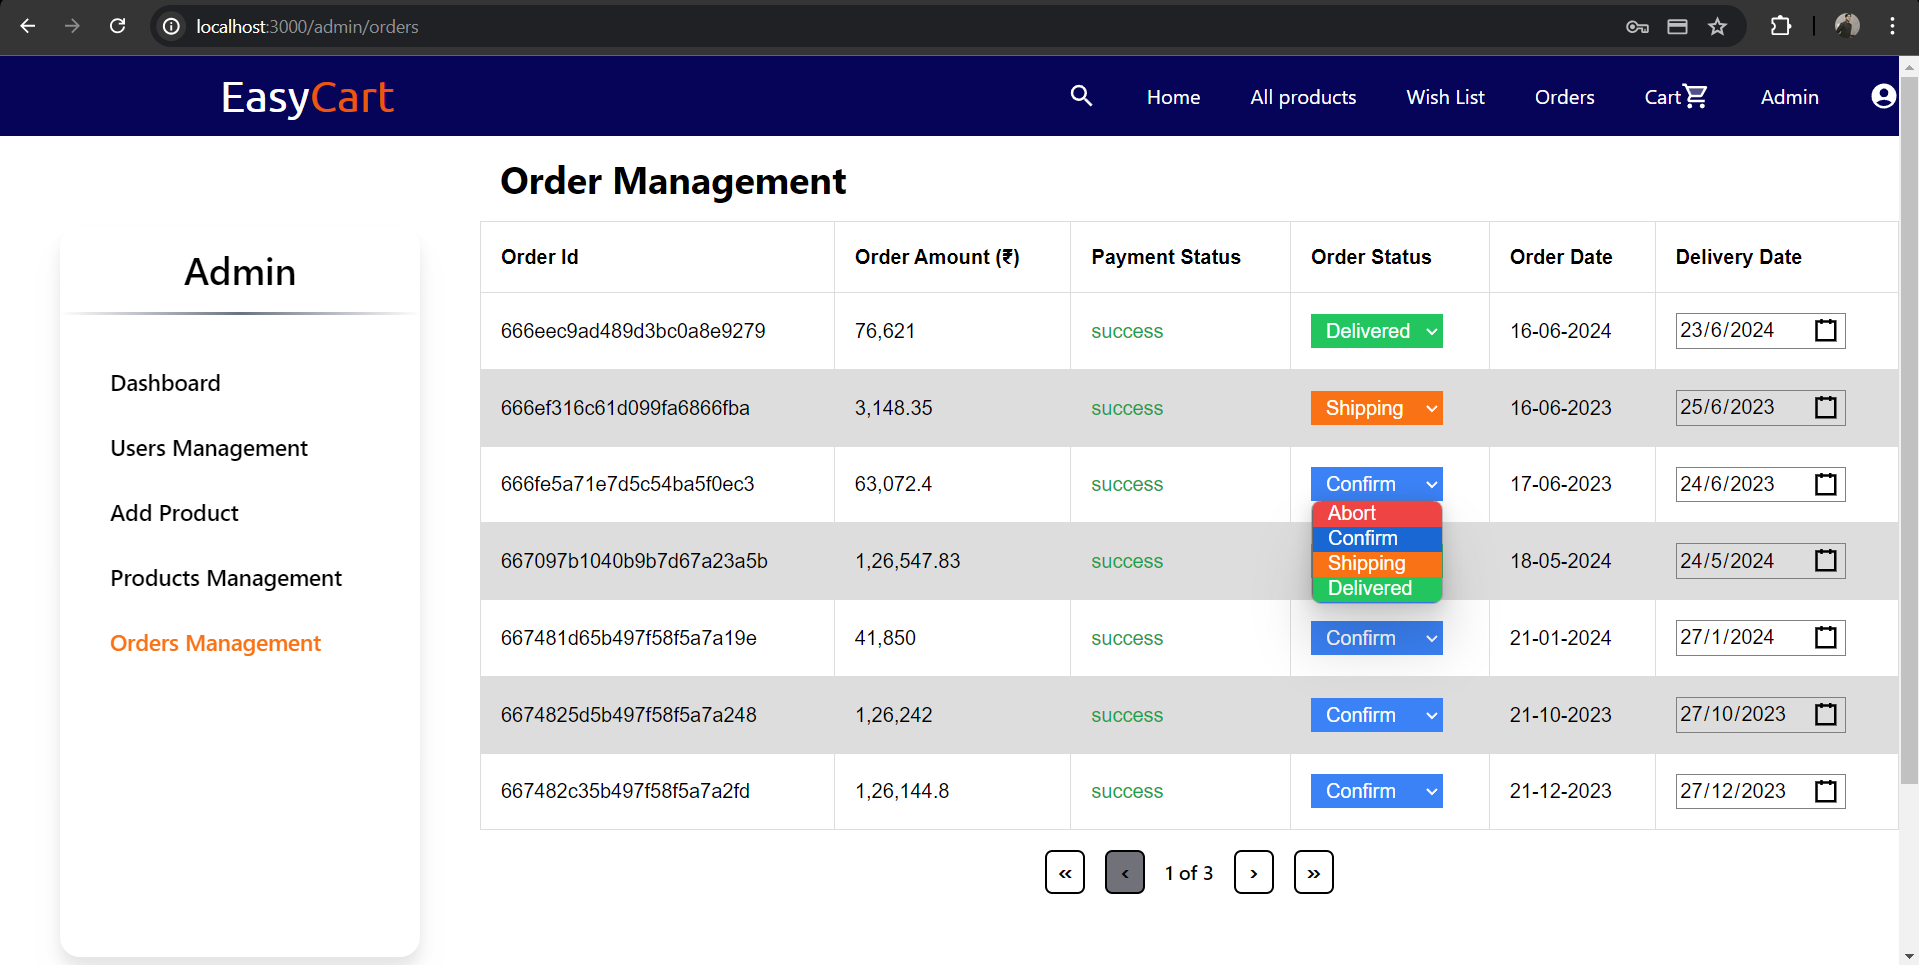 localhost:3000/admin/orders
EasyCart
Home All products Wish List Orders Cart Admin
Order Management
Admin
Dashboard
Users Management
Add Product
Products Management
Orders Management
Order Id Order Amount (₹) Payment Status Order Status Order Date Delivery Date
666eec9ad489d3bc0a8e9279 76,621 success Delivered 16-06-2024 23/6/2024
666ef316c61d099fa6866fba 3,148.35 success Shipping 16-06-2023 25/6/2023
666fe5a71e7d5c54ba5f0ec3 63,072.4 success Confirm 17-06-2023 24/6/2023
Abort
Confirm
Shipping
Delivered
667097b1040b9b7d67a23a5b 1,26,547.83 success 18-05-2024 24/5/2024
667481d65b497f58f5a7a19e 41,850 success Confirm 21-01-2024 27/1/2024
6674825d5b497f58f5a7a248 1,26,242 success Confirm 21-10-2023 27/10/2023
667482c35b497f58f5a7a2fd 1,26,144.8 success Confirm 21-12-2023 27/12/2023
« ‹ 1 of 3 › »